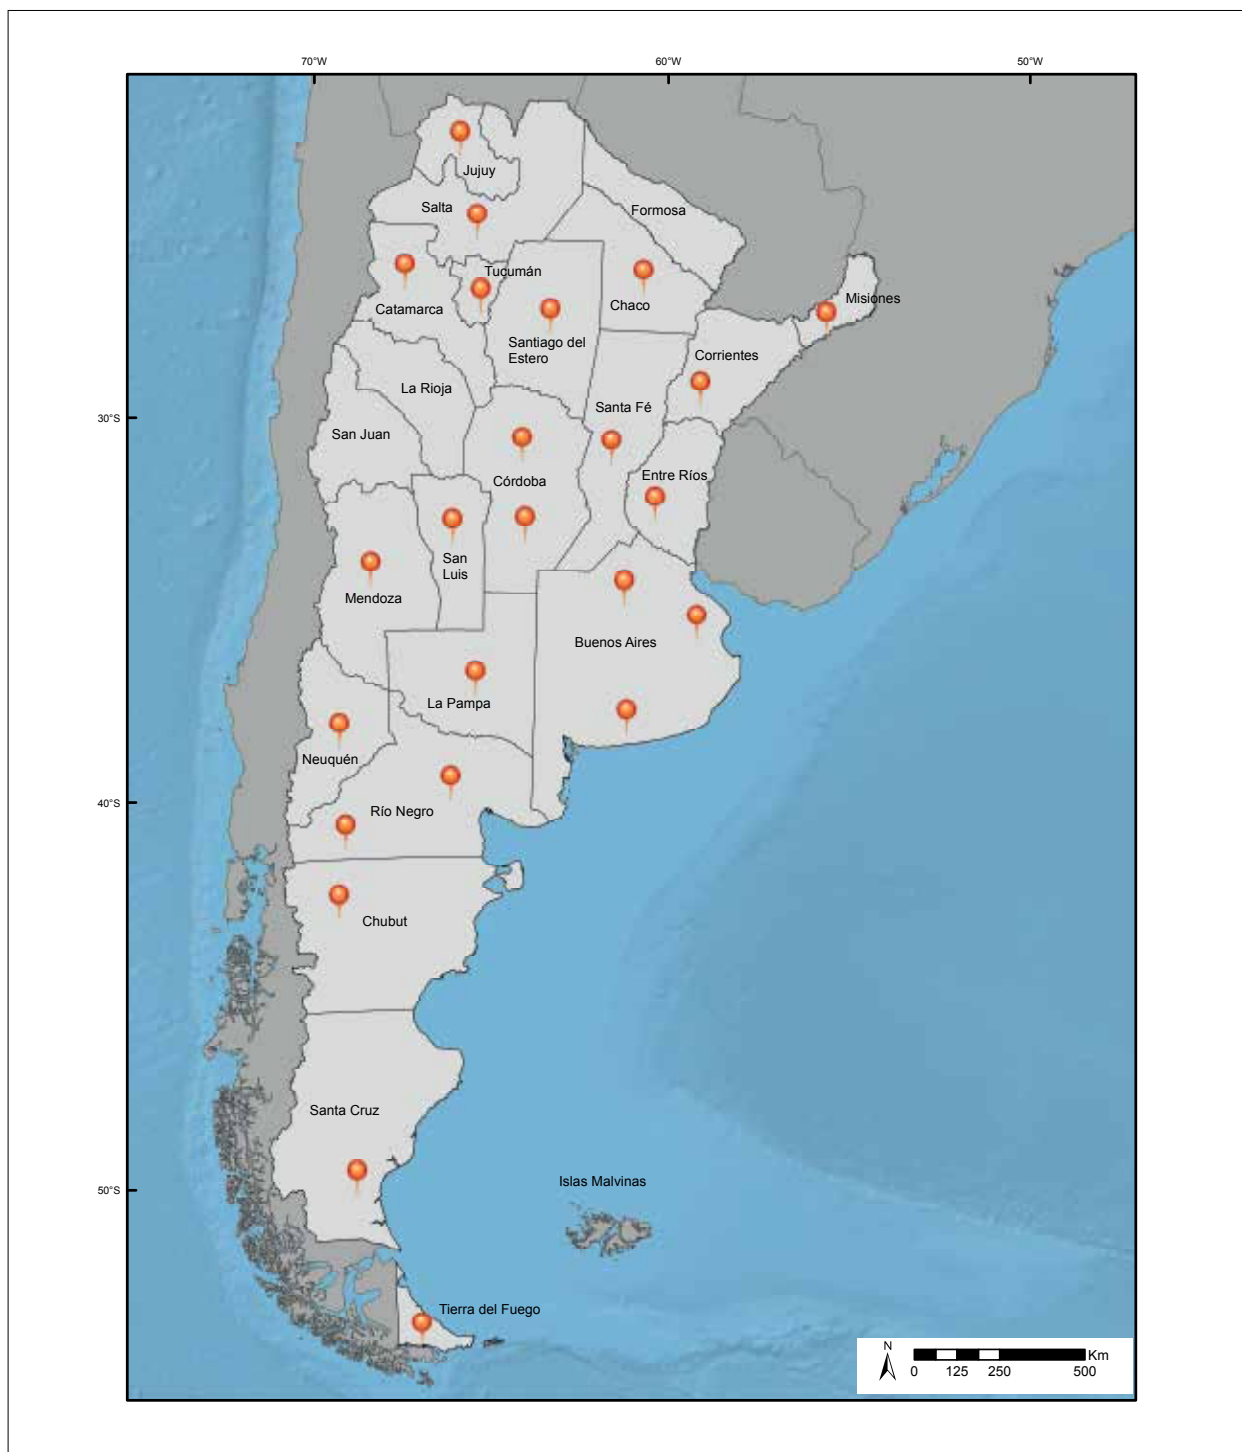 70°W
60°W
50°W
Jujuy
Salta
Formosa
Tucumán
Catamarca
Chaco
Misiones
Santiago del
Estero
Corrientes
La Rioja
Santa Fé
30°S
San Juan
Entre Ríos
Córdoba
San
Luis
Mendoza
Buenos Aires
La Pampa
Neuquén
40°S
Río Negro
Chubut
Santa Cruz
Islas Malvinas
50°S
Tierra del Fuego
N
Km
0 125 250 500